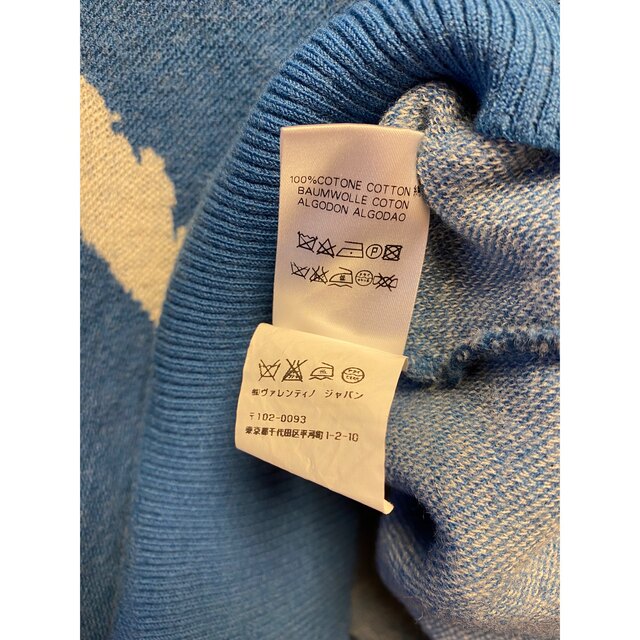 100%COTONE COTTON 綿
BAUMWOLLE COTON
ALGODON ALGODAO
P
㈱ヴァレンティノ ジャパン
〒102-0093
東京都千代田区平河町1-2-10